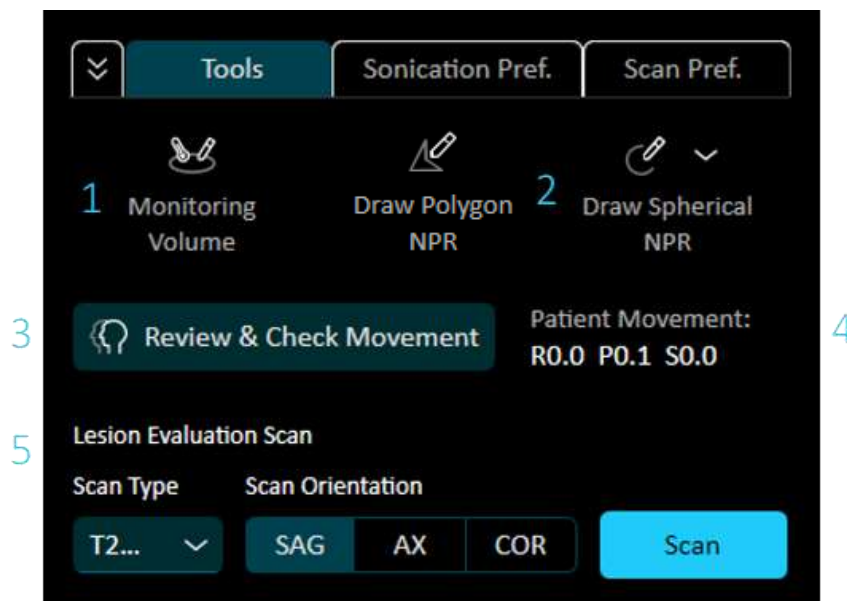 Tools Sonication Pref. Scan Pref.
1 Monitoring Volume
Draw Polygon NPR
2 Draw Spherical NPR
3 Review & Check Movement
Patient Movement:
R0.0 P0.1 S0.0
4
5 Lesion Evaluation Scan
Scan Type Scan Orientation
T2... SAG AX COR Scan